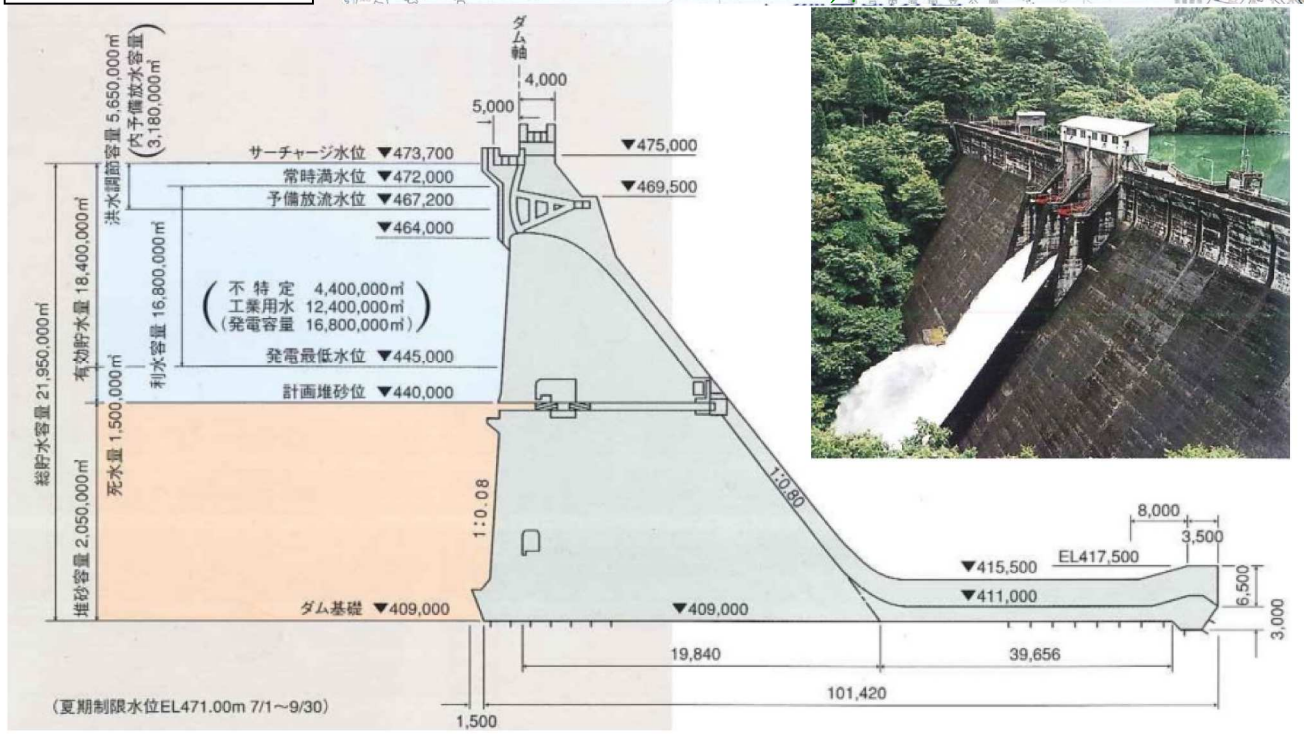 ダム軸
4,000
5,000
洪水調節容量 5,650,000㎥
(内予備放水容量
3,180,000㎥)
サーチャージ水位 ▼473,700
常時満水位 ▼472,000
予備放流水位 ▼467,200
▼464,000
▼475,000
▼469,500
総貯水容量 21,950,000㎥
有効貯水量 18,400,000㎥
利水容量 16,800,000㎥
不特定 4,400,000㎥
工業用水 12,400,000㎥
(発電容量 16,800,000㎥)
発電最低水位 ▼445,000
計画堆砂位 ▼440,000
死水量 1,500,000㎥
堆砂容量 2,050,000㎥
1:0.08
1:0.80
ダム基礎 ▼409,000
▼409,000
8,000
3,500
EL417,500
▼415,500
▼411,000
6,500
3,000
19,840
39,656
101,420
1,500
(夏期制限水位EL471.00m 7/1～9/30)